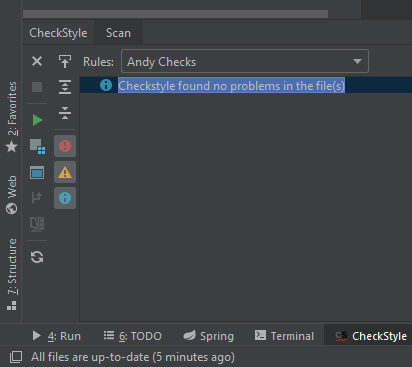 CheckStyle Scan
Rules: Andy Checks
Checkstyle found no problems in the file(s)
2: Favorites
Web
7: Structure
4: Run 6: TODO Spring Terminal CheckStyle
All files are up-to-date (5 minutes ago)